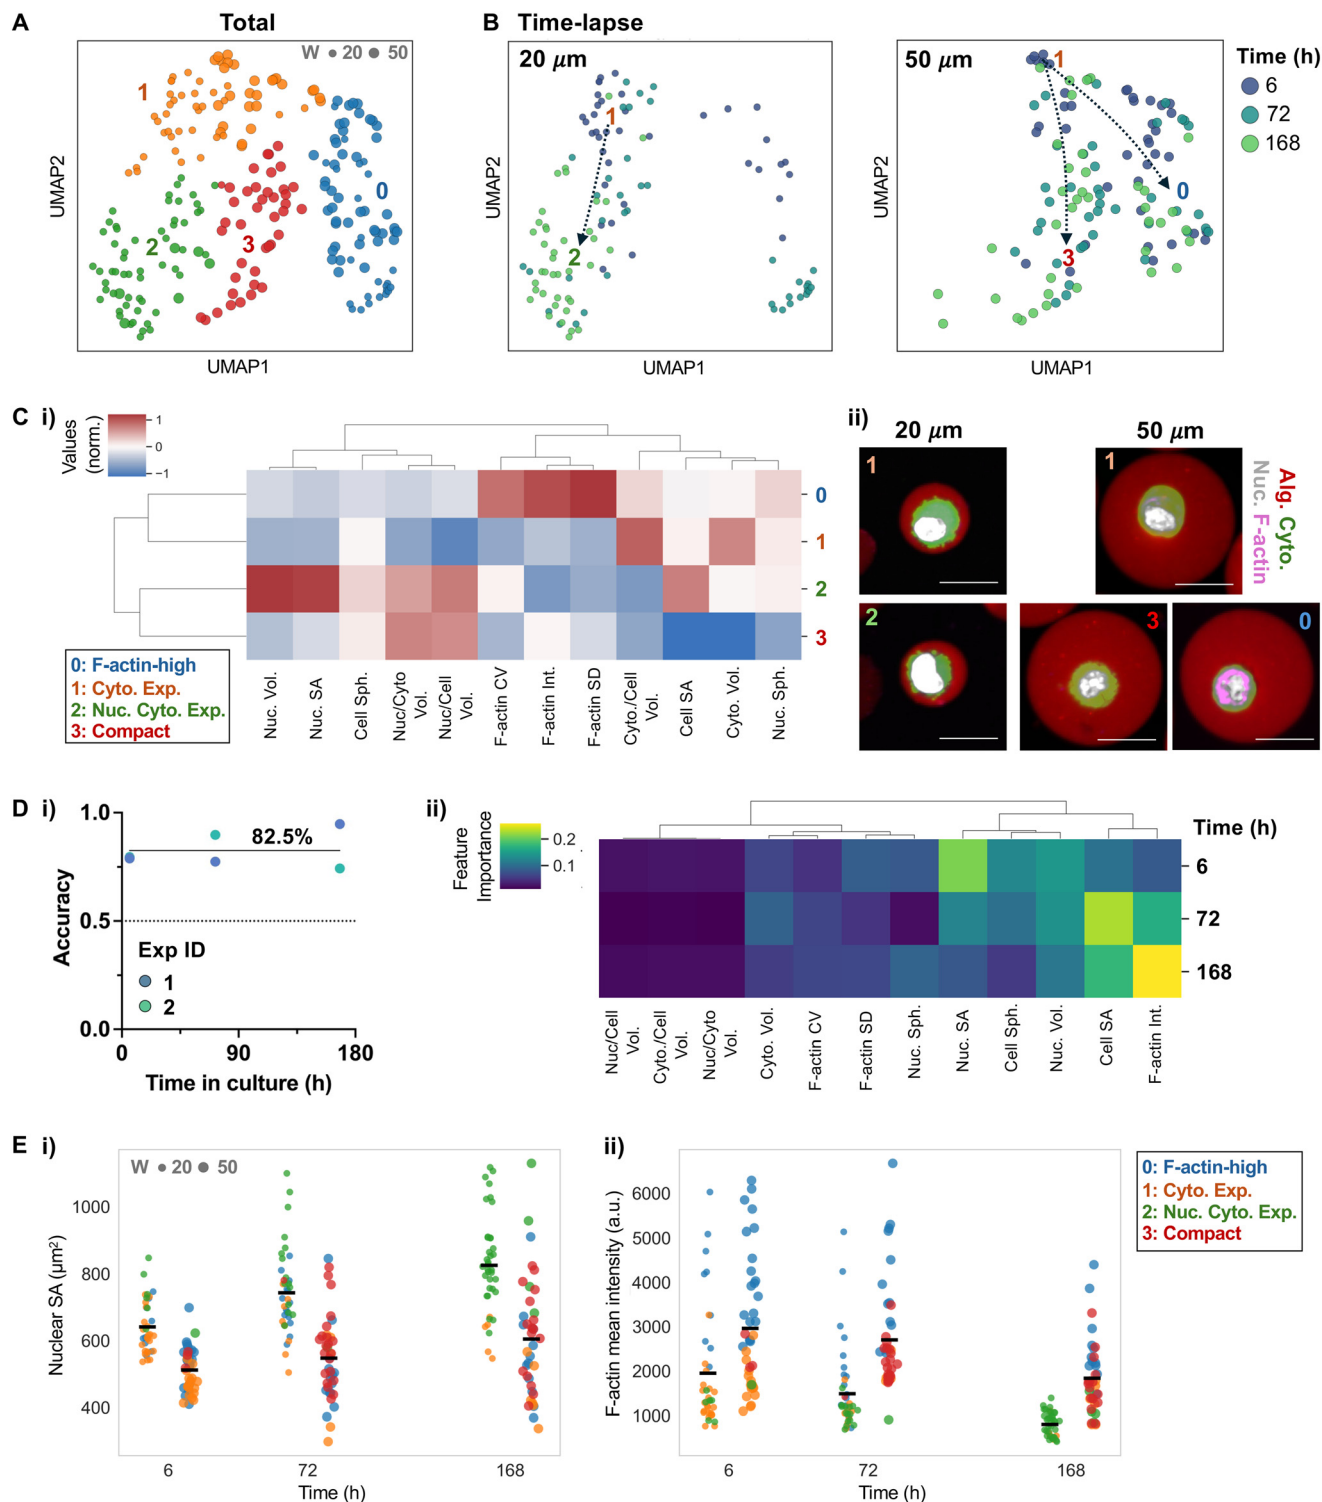 A
Total
W 20 50
1
0
2
3
UMAP2
UMAP1
B
Time-lapse
20 μm
1
2
UMAP2
UMAP1
50 μm
1
0
3
UMAP2
UMAP1
Time (h)
6
72
168
C i)
Values
(norm.)
1
0
−1
0
1
2
3
0: F-actin-high
1: Cyto. Exp.
2: Nuc. Cyto. Exp.
3: Compact
Nuc. Vol.
Nuc. SA
Cell Sph.
Nuc/Cyto
Vol.
Nuc/Cell
Vol.
F-actin CV
F-actin Int.
F-actin SD
Cyto./Cell
Vol.
Cell SA
Cyto. Vol.
Nuc. Sph.
ii)
20 μm
50 μm
1
1
2
3
0
Alg. Cyto.
Nuc. F-actin
D i)
Accuracy
1.0
0.5
0.0
82.5%
Exp ID
1
2
0
90
180
Time in culture (h)
ii)
Feature
Importance
0.2
0.1
Time (h)
6
72
168
Nuc/Cell
Vol.
Cyto./Cell
Vol.
Nuc/Cyto
Vol.
Cyto. Vol.
F-actin CV
F-actin SD
Nuc. Sph.
Nuc. SA
Cell Sph.
Nuc. Vol.
Cell SA
F-actin Int.
E i)
W 20 50
Nuclear SA (μm²)
1000
800
600
400
6
72
168
Time (h)
ii)
F-actin mean intensity (a.u.)
6000
5000
4000
3000
2000
1000
6
72
168
Time (h)
0: F-actin-high
1: Cyto. Exp.
2: Nuc. Cyto. Exp.
3: Compact